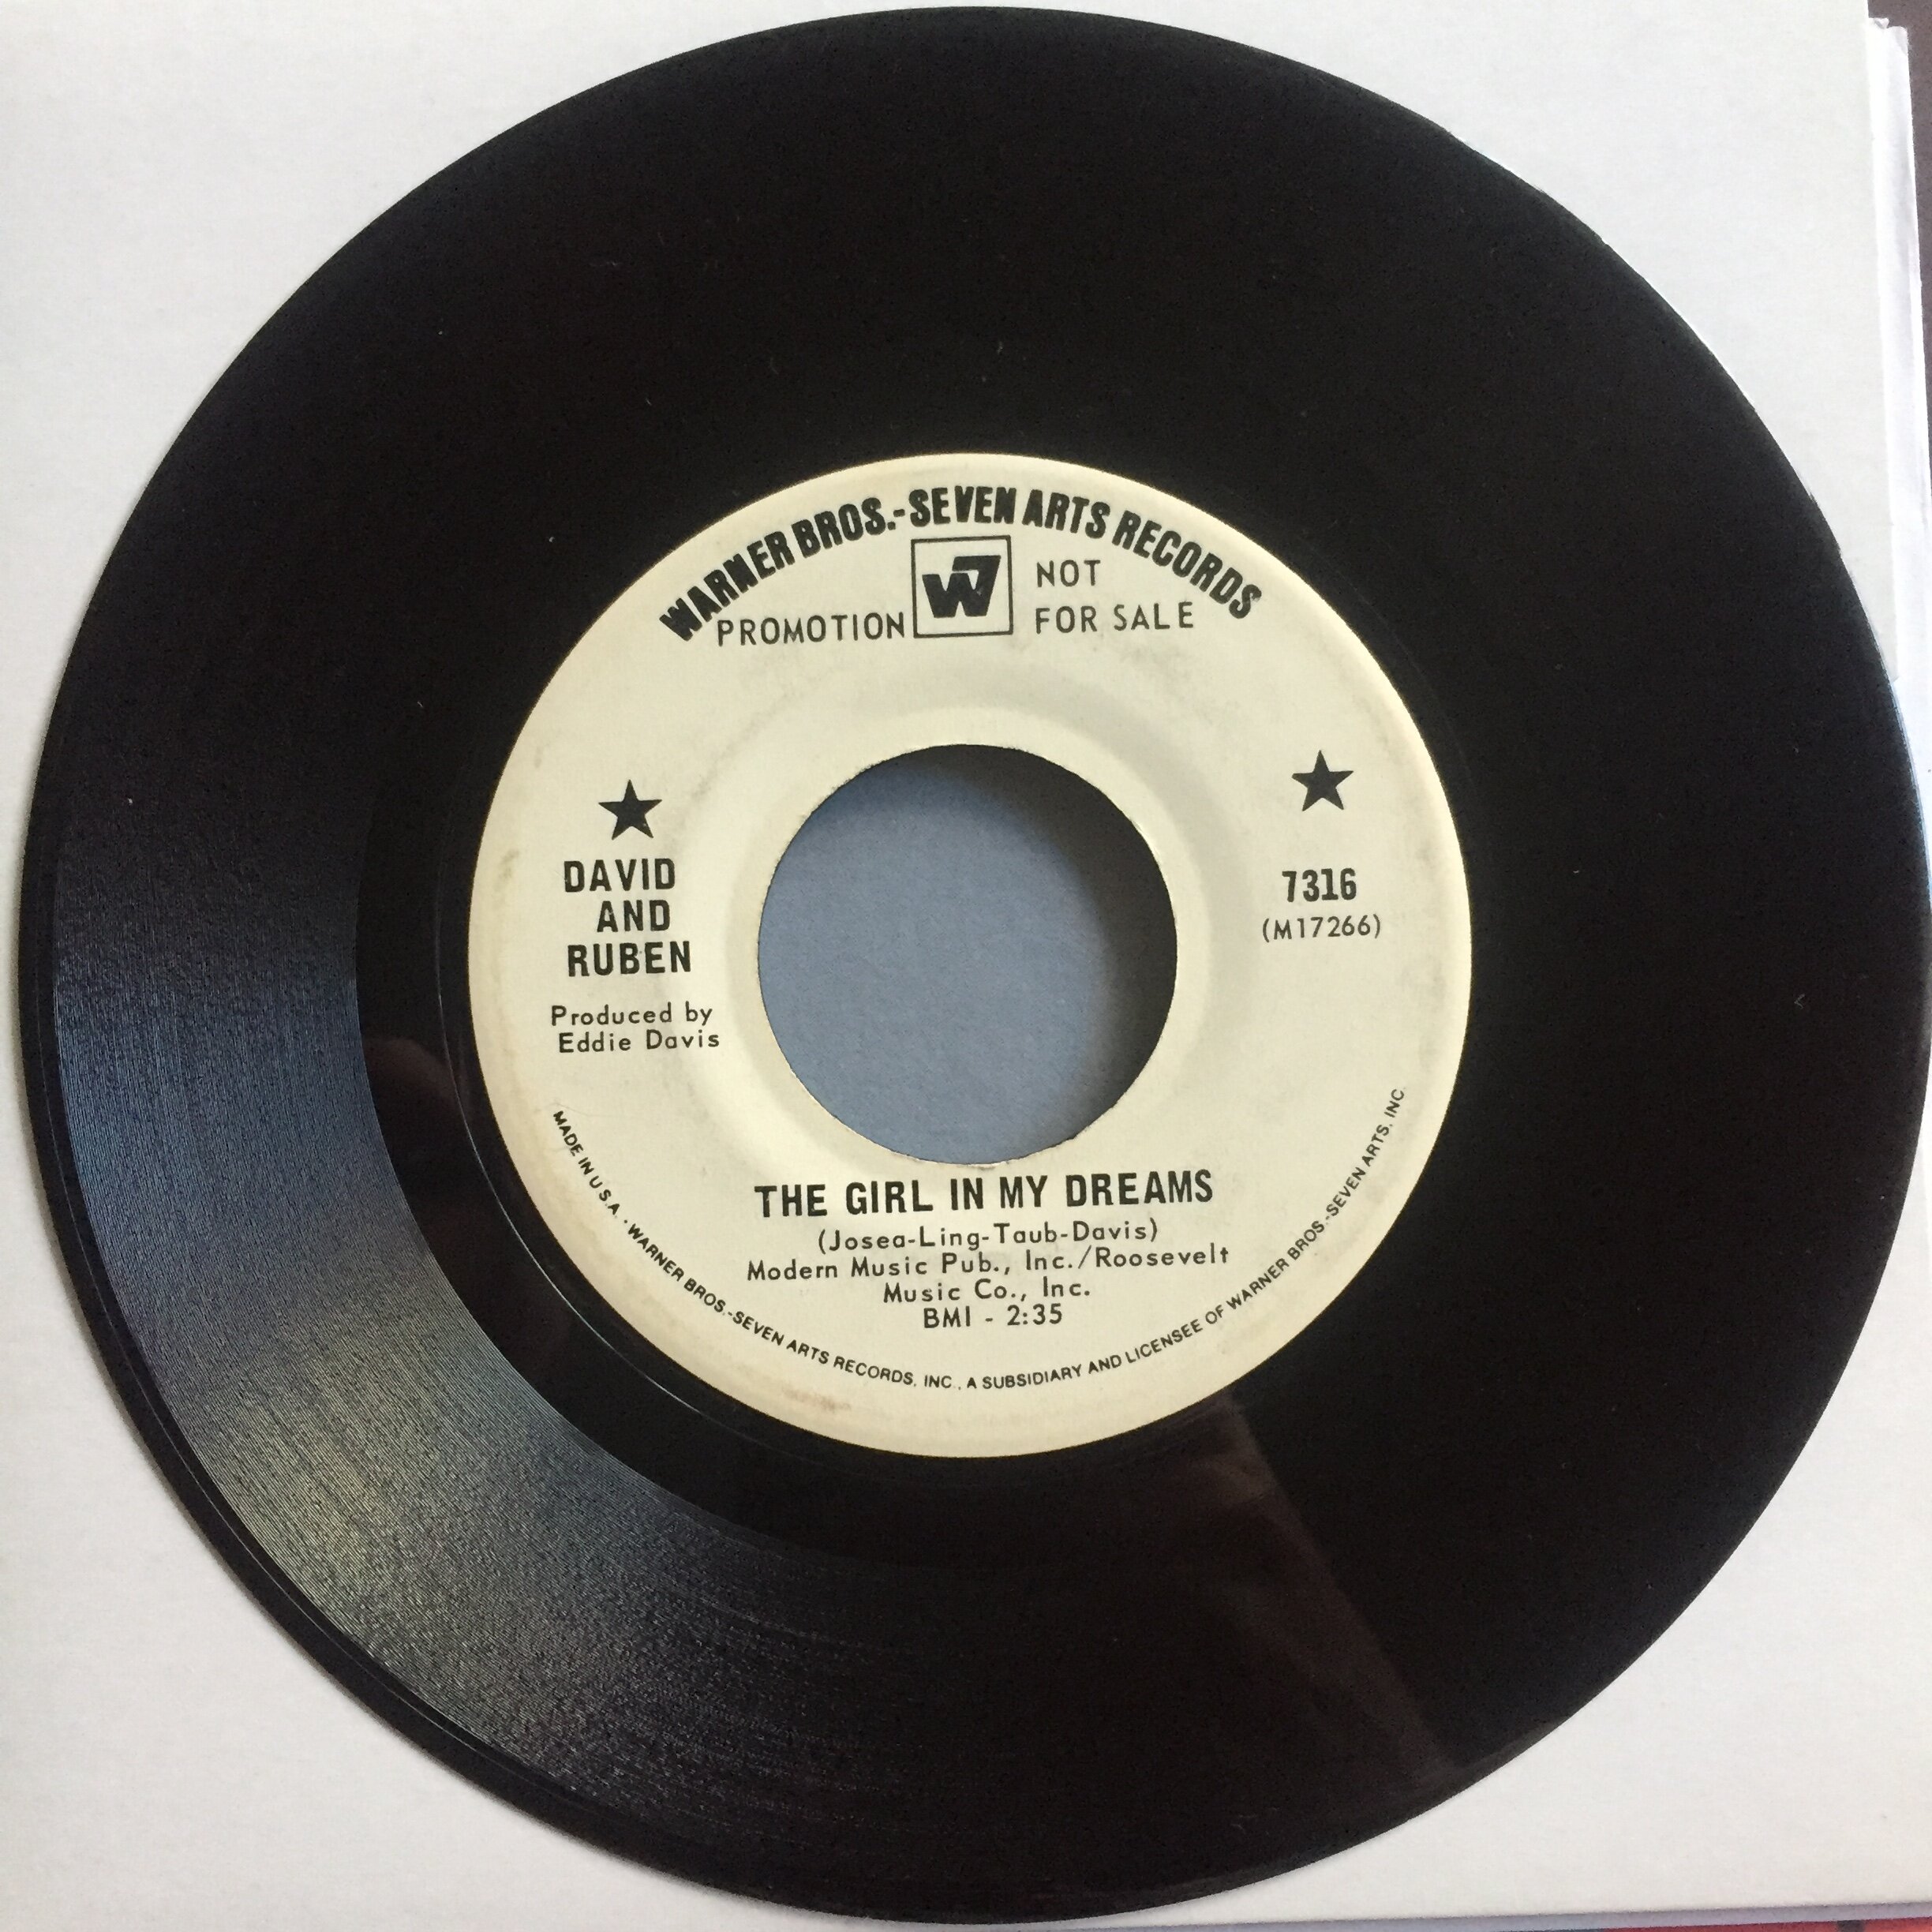 WARNER BROS.-SEVEN ARTS RECORDS
PROMOTION W7 NOT
FOR SALE
DAVID
AND
RUBEN
Produced by
Eddie Davis
7316
(M17266)
THE GIRL IN MY DREAMS
(Josea-Ling-Taub-Davis)
Modern Music Pub., Inc./Roosevelt
Music Co., Inc.
BMI - 2:35
MADE IN U.S.A. · WARNER BROS.-SEVEN ARTS RECORDS, INC., A SUBSIDIARY AND LICENSEE OF WARNER BROS.-SEVEN ARTS, INC.